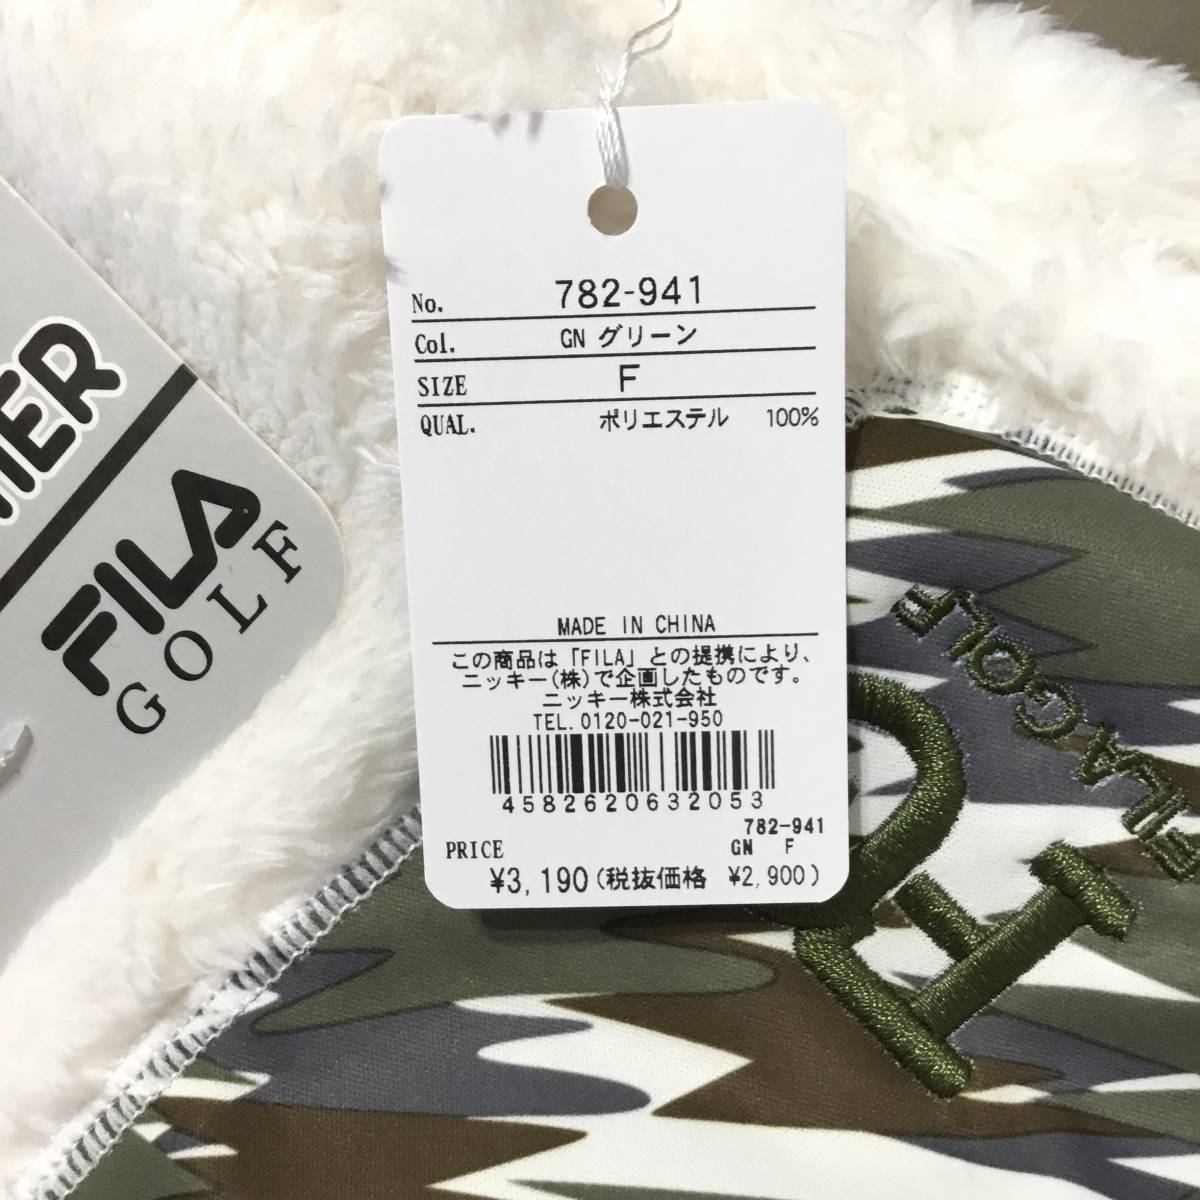 No. 782-941
Col. GN グリーン
SIZE F
QUAL. ポリエステル 100%
MADE IN CHINA
この商品は「FILA」との提携により、
ニッキー(株)で企画したものです。
ニッキー株式会社
TEL. 0120-021-950
4582620632053
782-941
PRICE GN F
¥3,190(税抜価格 ¥2,900)
FILA
GOLF
FILA GOLF